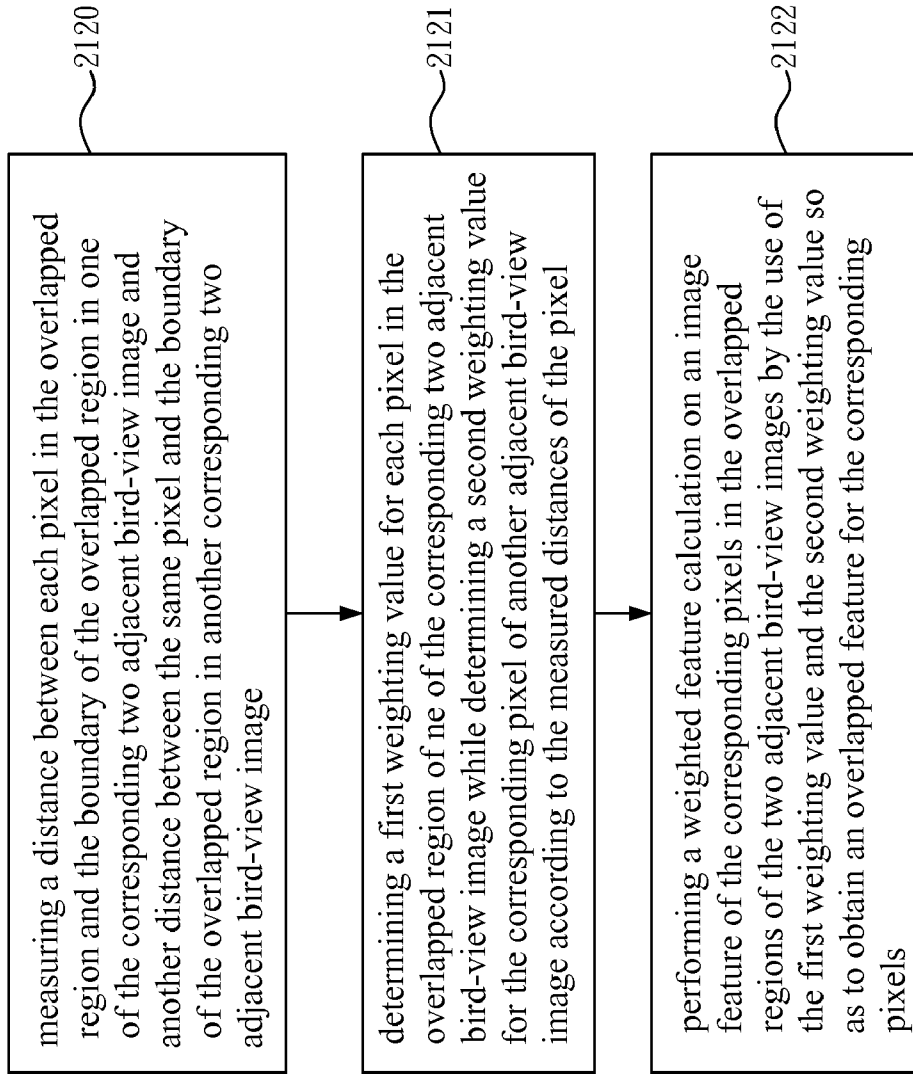 measuring a distance between each pixel in the overlapped
region and the boundary of the overlapped region in one
of the corresponding two adjacent bird-view image and
another distance between the same pixel and the boundary
of the overlapped region in another corresponding two
adjacent bird-view image
2120
determining a first weighting value for each pixel in the
overlapped region of ne of the corresponding two adjacent
bird-view image while determining a second weighting value
for the corresponding pixel of another adjacent bird-view
image according to the measured distances of the pixel
2121
performing a weighted feature calculation on an image
feature of the corresponding pixels in the overlapped
regions of the two adjacent bird-view images by the use of
the first weighting value and the second weighting value so
as to obtain an overlapped feature for the corresponding
pixels
2122